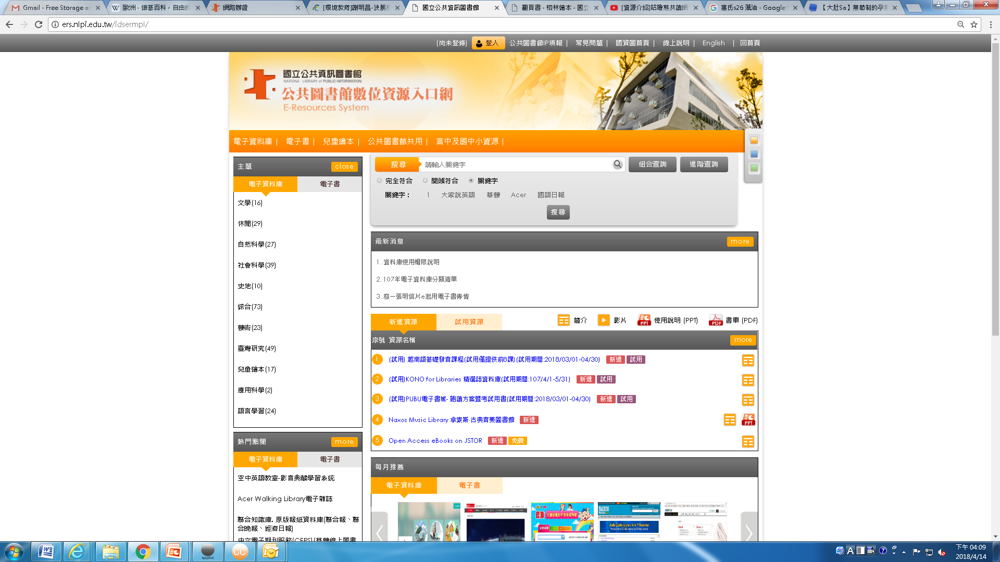 Gmail - Free Storage ar
歐洲 - 維基百科，自由的
網路辦證
[環境教育]謝明昌-決勝於
國立公共資訊圖書館
翻頁書 - 格林繪本 - 國立
[資源介紹]咕嚕熊共讀網
惠氏s26 藻油 - Google
【大肚Sa】無節制的孕期
ers.nlpi.edu.tw/idsermpl/
(尚未登錄) 登入 公共圖書館IP填報 | 常見問題 | 國資圖首頁 | 線上說明 | English | 回首頁
國立公共資訊圖書館
NATIONAL LIBRARY of PUBLIC INFORMATION
公共圖書館數位資源入口網
E-Resources System
電子資料庫 | 電子書 | 兒童繪本 | 公共圖書館共用 | 高中及國中小資源 |
主題 close
電子資料庫 電子書
文學(16)
休閒(29)
自然科學(27)
社會科學(39)
史地(10)
綜合(73)
藝術(23)
臺灣研究(49)
兒童繪本(17)
應用科學(2)
語言學習(24)
熱門點閱 more
電子資料庫 電子書
空中英語教室-影音典藏學習系統
Acer Walking Library電子雜誌
聯合知識庫. 原版報紙資料庫(聯合報、聯
合晚報、經濟日報)
中文電子期刊服務(CEPS)(華藝線上圖書
搜尋 請輸入關鍵字 組合查詢 進階查詢
完全符合 開頭符合 關鍵字
關鍵字： 1 大家說英語 華藝 Acer 國語日報
搜尋
最新消息 more
1. 資料庫使用權限說明
2. 107年電子資料庫分類清單
3. 寫一張明信片e起用電子書傳情
新進資源 試用資源 簡介 影片 PPT 使用說明 (PPT) PDF 書單 (PDF)
序號 資源名稱 more
1 (試用) 越南語基礎發音課程(試用僅提供前8課)(試用期間:2018/03/01-04/30) 新進 試用
2 (試用)KONO for Libraries 精選誌資料庫(試用期間:107/4/1-5/31) 新進 試用
3 (試用)PUBU電子書城- 飽讀方案暨考試用書(試用期間:2018/03/01-04/30) 新進 試用
4 Naxos Music Library 拿索斯·古典音樂圖書館 新進 PPT
5 Open Access eBooks on JSTOR 新進 免費
每月推薦
電子資料庫 電子書
NAXOS
spydus
下午 04:09
2018/4/14